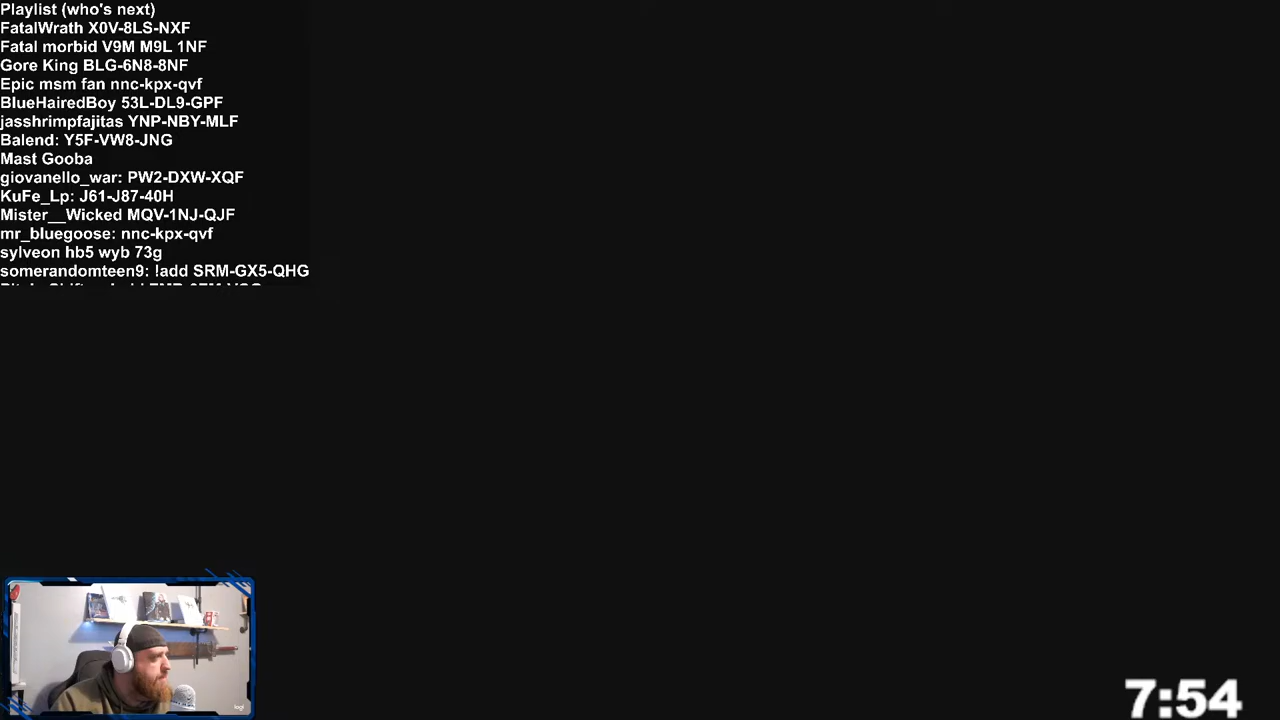 Playlist (who's next)
FatalWrath X0V-8LS-NXF
Fatal morbid V9M M9L 1NF
Gore King BLG-6N8-8NF
Epic msm fan nnc-kpx-qvf
BlueHairedBoy 53L-DL9-GPF
jasshrimpfajitas YNP-NBY-MLF
Balend: Y5F-VW8-JNG
Mast Gooba
giovanello_war: PW2-DXW-XQF
KuFe_Lp: J61-J87-40H
Mister__Wicked MQV-1NJ-QJF
mr_bluegoose: nnc-kpx-qvf
sylveon hb5 wyb 73g
somerandomteen9: !add SRM-GX5-QHG
logi
7:54